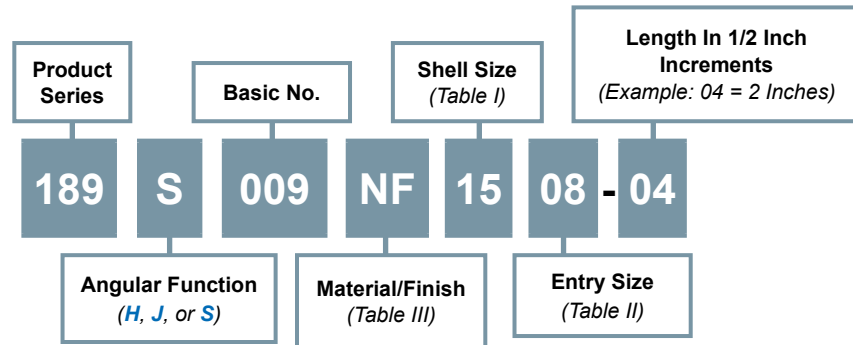 Product
Series
Basic No.
Shell Size
(Table I)
Length In 1/2 Inch
Increments
(Example: 04 = 2 Inches)
189 S 009 NF 15 08 - 04
Angular Function
(H, J, or S)
Material/Finish
(Table III)
Entry Size
(Table II)